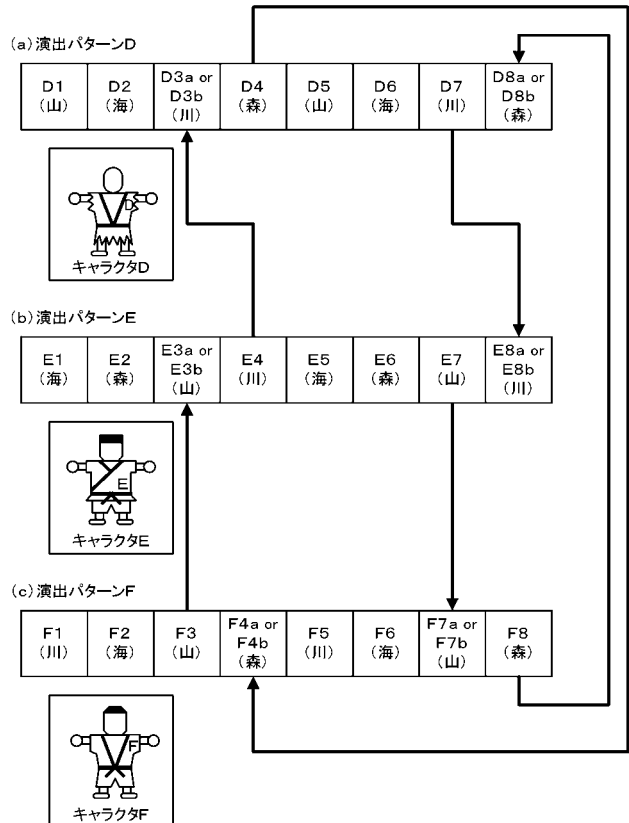 (a)演出パターンD
D1
(山)
D2
(海)
D3a or
D3b
(川)
D4
(森)
D5
(山)
D6
(海)
D7
(川)
D8a or
D8b
(森)
D
キャラクタD
(b)演出パターンE
E1
(海)
E2
(森)
E3a or
E3b
(山)
E4
(川)
E5
(海)
E6
(森)
E7
(山)
E8a or
E8b
(川)
E
キャラクタE
(c)演出パターンF
F1
(川)
F2
(海)
F3
(山)
F4a or
F4b
(森)
F5
(川)
F6
(海)
F7a or
F7b
(山)
F8
(森)
F
キャラクタF